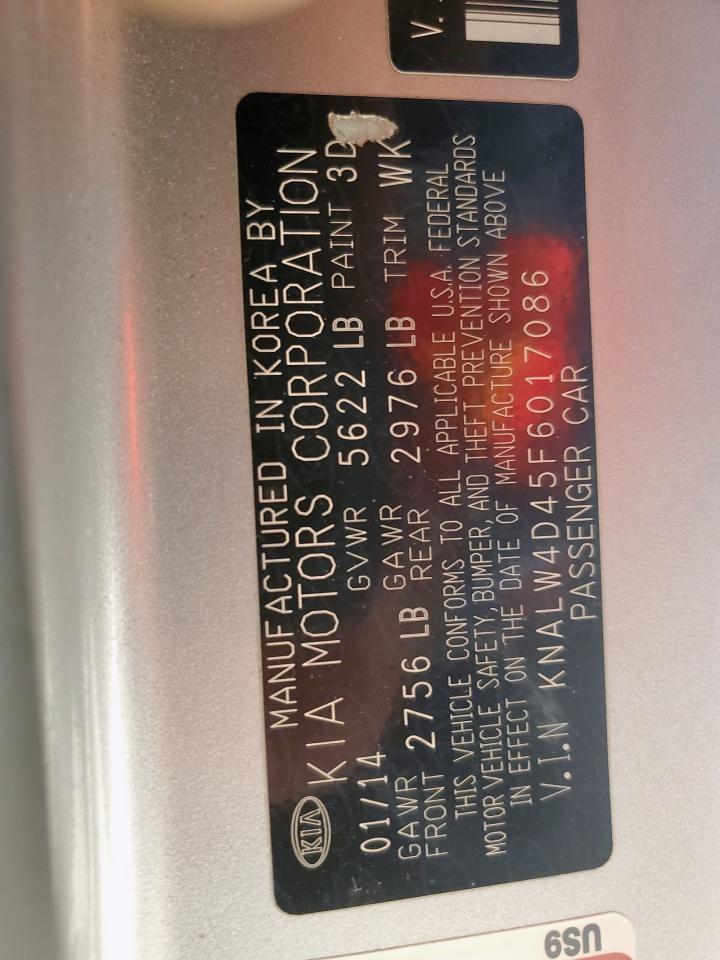 V.
MANUFACTURED IN KOREA BY
KIA KIA MOTORS CORPORATION
01/14 GVWR 5622 LB PAINT 3D
GAWR FRONT 2756 LB GAWR REAR 2976 LB TRIM WK
THIS VEHICLE CONFORMS TO ALL APPLICABLE U.S.A. FEDERAL
MOTOR VEHICLE SAFETY, BUMPER, AND THEFT PREVENTION STANDARDS
IN EFFECT ON THE DATE OF MANUFACTURE SHOWN ABOVE
V.I.N KNALW4D45F6017086
PASSENGER CAR
US9